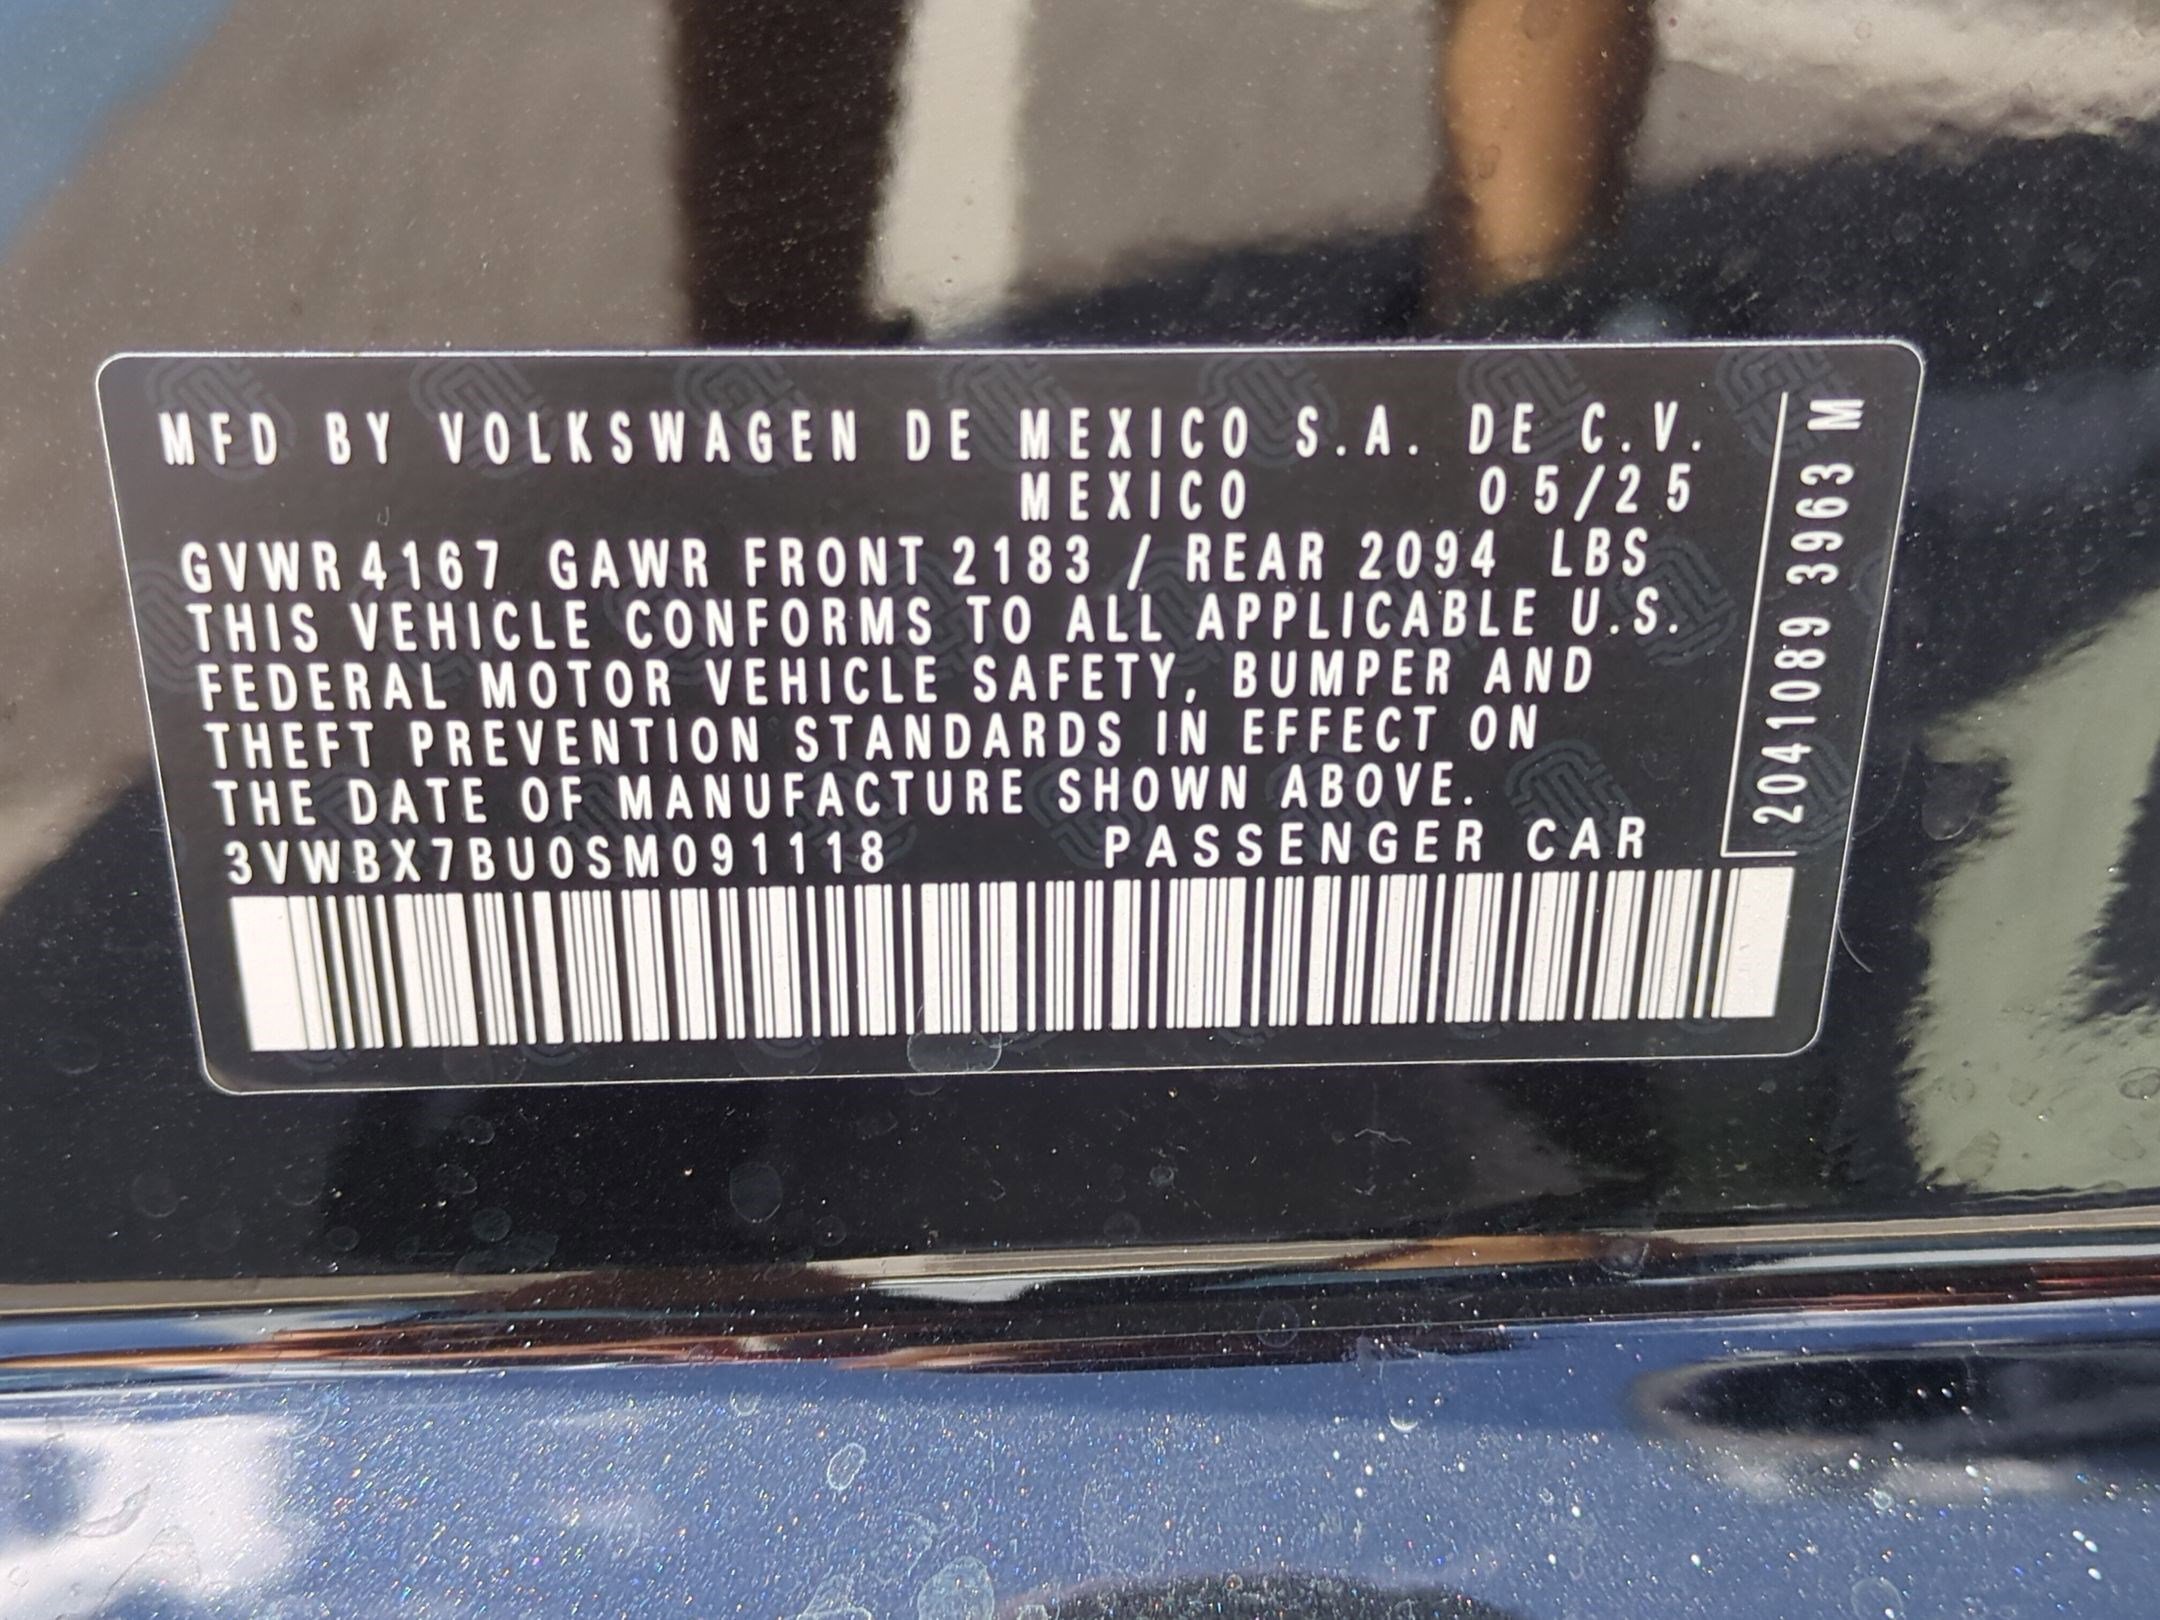 MFD BY VOLKSWAGEN DE MEXICO S.A. DE C.V.
MEXICO 05/25
GVWR 4167 GAWR FRONT 2183 / REAR 2094 LBS
THIS VEHICLE CONFORMS TO ALL APPLICABLE U.S.
FEDERAL MOTOR VEHICLE SAFETY, BUMPER AND
THEFT PREVENTION STANDARDS IN EFFECT ON
THE DATE OF MANUFACTURE SHOWN ABOVE.
3VWBX7BU0SM091118 PASSENGER CAR
2041089 3963 M